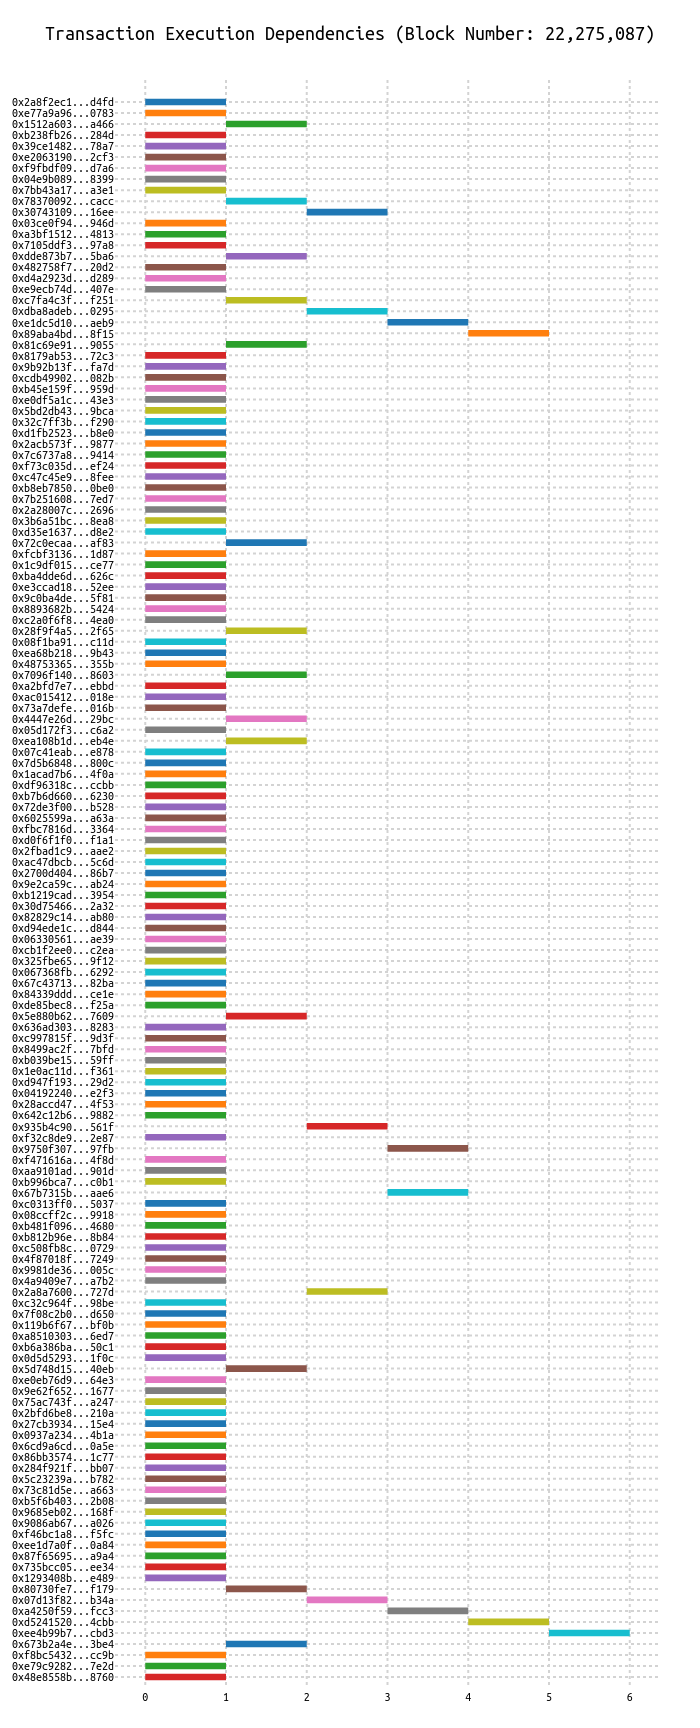 Transaction Execution Dependencies (Block Number: 22,275,087)
0x2a8f2ec1...d4fd
0xe77a9a96...0783
0x1512a603...a466
0xb238fb26...284d
0x39ce1482...78a7
0xe2063190...2cf3
0xf9fbdf09...d7a6
0x04e9b089...8399
0x7bb43a17...a3e1
0x78370092...cacc
0x30743109...16ee
0x03ce0f94...946d
0xa3bf1512...4813
0x7105ddf3...97a8
0xdde873b7...5ba6
0x482758f7...20d2
0xd4a2923d...d289
0xe9ecb74d...407e
0xc7fa4c3f...f251
0xdba8adeb...0295
0xe1dc5d10...aeb9
0x89aba4bd...8f15
0x81c69e91...9055
0x8179ab53...72c3
0x9b92b13f...fa7d
0xcdb49902...082b
0xb45e159f...959d
0xe0df5a1c...43e3
0x5bd2db43...9bca
0x32c7ff3b...f290
0xd1fb2523...b8e0
0x2acb573f...9877
0x7c6737a8...9414
0xf73c035d...ef24
0xc47c45e9...8fee
0xb8eb7850...0be0
0x7b251608...7ed7
0x2a28007c...2696
0x3b6a51bc...8ea8
0xd35e1637...d8e2
0x72c0ecaa...af83
0xfcbf3136...1d87
0x1c9df015...ce77
0xba4dde6d...626c
0xe3ccad18...52ee
0x9c0ba4de...5f81
0x8893682b...5424
0xc2a0f6f8...4ea0
0x28f9f4a5...2f65
0x08f1ba91...c11d
0xea68b218...9b43
0x48753365...355b
0x7096f140...8603
0xa2bfd7e7...ebbd
0xac015412...018e
0x73a7defe...016b
0x4447e26d...29bc
0x05d172f3...c6a2
0xea108b1d...eb4e
0x07c41eab...e878
0x7d5b6848...800c
0x1acad7b6...4f0a
0xdf96318c...ccbb
0xb7b6d660...6230
0x72de3f00...b528
0x6025599a...a63a
0xfbc7816d...3364
0xd0f6f1f0...f1a1
0x2fbad1c9...aae2
0xac47dbcb...5c6d
0x2700d404...86b7
0x9e2ca59c...ab24
0xb1219cad...3954
0x30d75466...2a32
0x82829c14...ab80
0xd94ede1c...d844
0x06330561...ae39
0xcb1f2ee0...c2ea
0x325fbe65...9f12
0x067368fb...6292
0x67c43713...82ba
0x84339ddd...ce1e
0xde85bec8...f25a
0x5e880b62...7609
0x636ad303...8283
0xc997815f...9d3f
0x8499ac2f...7bfd
0xb039be15...59ff
0x1e0ac11d...f361
0xd947f193...29d2
0x04192240...e2f3
0x28accd47...4f53
0x642c12b6...9882
0x935b4c90...561f
0xf32c8de9...2e87
0x9750f307...97fb
0xf471616a...4f8d
0xaa9101ad...901d
0xb996bca7...c0b1
0x67b7315b...aae6
0xc0313ff0...5037
0x08ccff2c...9918
0xb481f096...4680
0xb812b96e...8b84
0xc508fb8c...0729
0x4f87018f...7249
0x9981de36...005c
0x4a9409e7...a7b2
0x2a8a7600...727d
0xc32c964f...98be
0x7f08c2b0...d650
0x119b6f67...bf0b
0xa8510303...6ed7
0xb6a386ba...50c1
0x0d5d5293...1f0c
0x5d748d15...40eb
0xe0eb76d9...64e3
0x9e62f652...1677
0x75ac743f...a247
0x2bfd6be8...210a
0x27cb3934...15e4
0x0937a234...4b1a
0x6cd9a6cd...0a5e
0x86bb3574...1c77
0x284f921f...bb07
0x5c23239a...b782
0x73c81d5e...a663
0xb5f6b403...2b08
0x9685eb02...168f
0x9086ab67...a026
0xf46bc1a8...f5fc
0xee1d7a0f...0a84
0x87f65695...a9a4
0x735bcc05...ee34
0x1293408b...e489
0x80730fe7...f179
0x07d13f82...b34a
0xa4250f59...fcc3
0xd5241520...4cbb
0xee4b99b7...cbd3
0x673b2a4e...3be4
0xf8bc5432...cc9b
0xe79c9282...7e2d
0x48e8558b...8760
0 1 2 3 4 5 6